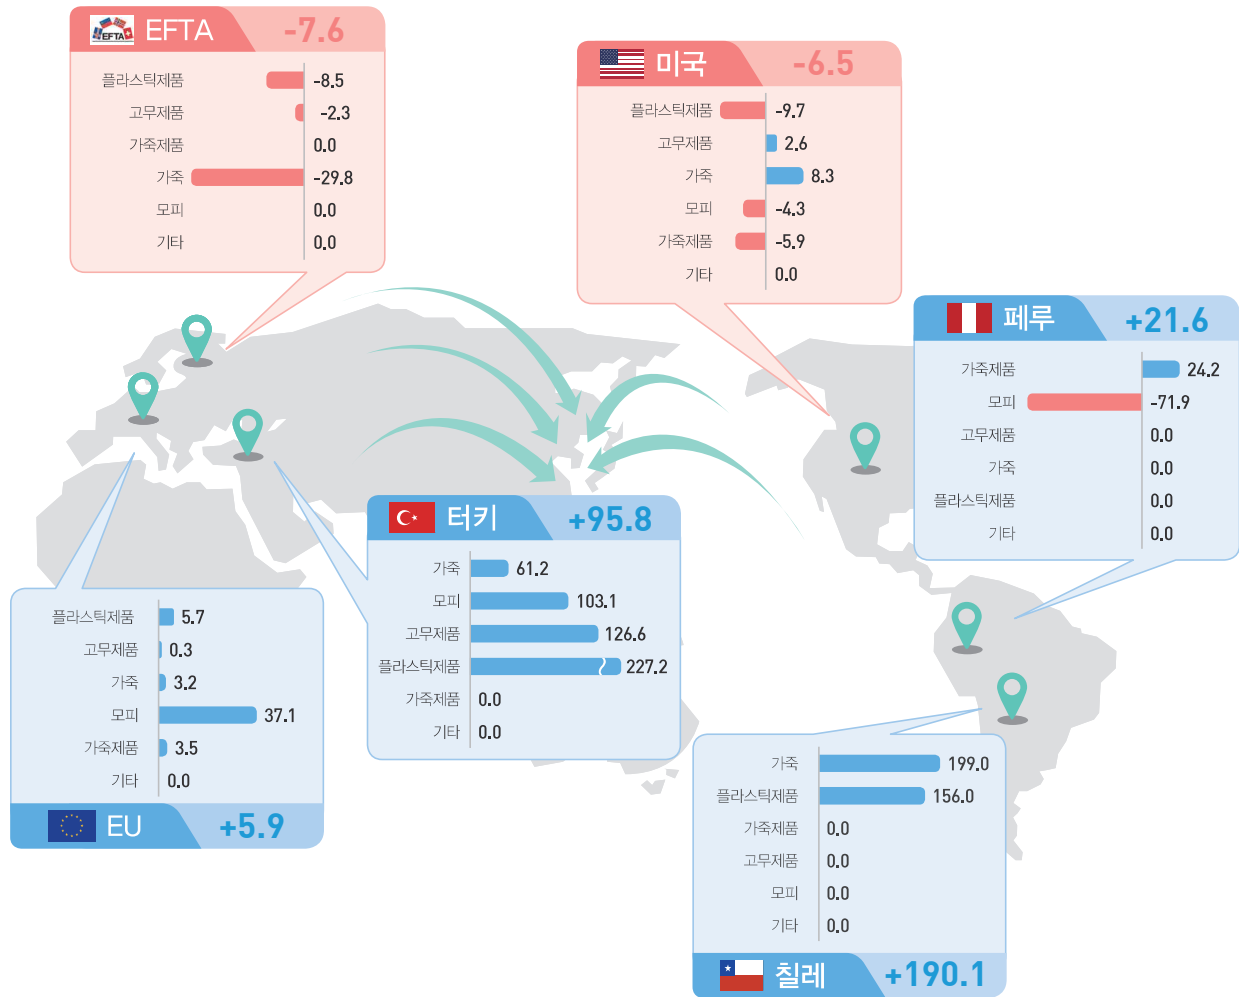 EFTA EFTA -7.6
플라스틱제품 -8.5
고무제품 -2.3
가죽제품 0.0
가죽 -29.8
모피 0.0
기타 0.0
미국 -6.5
플라스틱제품 -9.7
고무제품 2.6
가죽 8.3
모피 -4.3
가죽제품 -5.9
기타 0.0
페루 +21.6
가죽제품 24.2
모피 -71.9
고무제품 0.0
가죽 0.0
플라스틱제품 0.0
기타 0.0
터키 +95.8
가죽 61.2
모피 103.1
고무제품 126.6
플라스틱제품 227.2
가죽제품 0.0
기타 0.0
플라스틱제품 5.7
고무제품 0.3
가죽 3.2
모피 37.1
가죽제품 3.5
기타 0.0
EU +5.9
가죽 199.0
플라스틱제품 156.0
가죽제품 0.0
고무제품 0.0
모피 0.0
기타 0.0
칠레 +190.1